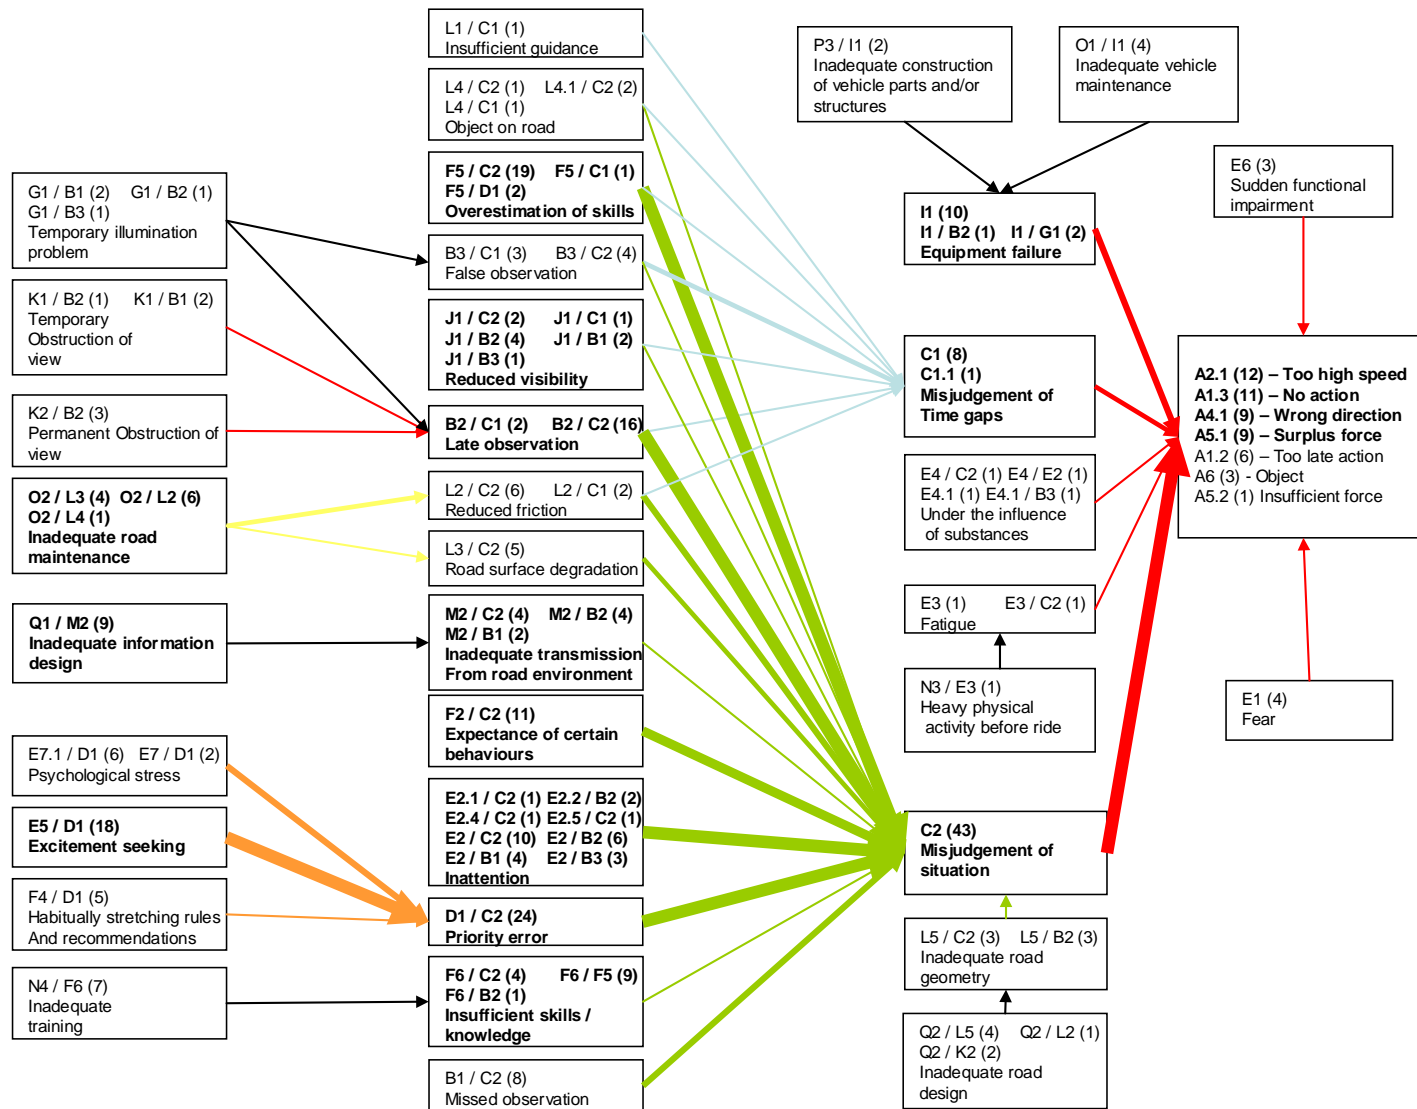 L1 / C1 (1)
Insufficient guidance
L4 / C2 (1) L4.1 / C2 (2)
L4 / C1 (1)
Object on road
F5 / C2 (19) F5 / C1 (1)
F5 / D1 (2)
Overestimation of skills
B3 / C1 (3) B3 / C2 (4)
False observation
J1 / C2 (2) J1 / C1 (1)
J1 / B2 (4) J1 / B1 (2)
J1 / B3 (1)
Reduced visibility
B2 / C1 (2) B2 / C2 (16)
Late observation
L2 / C2 (6) L2 / C1 (2)
Reduced friction
L3 / C2 (5)
Road surface degradation
M2 / C2 (4) M2 / B2 (4)
M2 / B1 (2)
Inadequate transmission
From road environment
F2 / C2 (11)
Expectance of certain
behaviours
E2.1 / C2 (1) E2.2 / B2 (2)
E2.4 / C2 (1) E2.5 / C2 (1)
E2 / C2 (10) E2 / B2 (6)
E2 / B1 (4) E2 / B3 (3)
Inattention
D1 / C2 (24)
Priority error
F6 / C2 (4) F6 / F5 (9)
F6 / B2 (1)
Insufficient skills /
knowledge
B1 / C2 (8)
Missed observation
G1 / B1 (2) G1 / B2 (1)
G1 / B3 (1)
Temporary illumination
problem
K1 / B2 (1) K1 / B1 (2)
Temporary
Obstruction of
view
K2 / B2 (3)
Permanent Obstruction of
view
O2 / L3 (4) O2 / L2 (6)
O2 / L4 (1)
Inadequate road
maintenance
Q1 / M2 (9)
Inadequate information
design
E7.1 / D1 (6) E7 / D1 (2)
Psychological stress
E5 / D1 (18)
Excitement seeking
F4 / D1 (5)
Habitually stretching rules
And recommendations
N4 / F6 (7)
Inadequate
training
P3 / I1 (2)
Inadequate construction
of vehicle parts and/or
structures
O1 / I1 (4)
Inadequate vehicle
maintenance
I1 (10)
I1 / B2 (1) I1 / G1 (2)
Equipment failure
C1 (8)
C1.1 (1)
Misjudgement of
Time gaps
E4 / C2 (1) E4 / E2 (1)
E4.1 (1) E4.1 / B3 (1)
Under the influence
of substances
E3 (1) E3 / C2 (1)
Fatigue
N3 / E3 (1)
Heavy physical
activity before ride
C2 (43)
Misjudgement of
situation
L5 / C2 (3) L5 / B2 (3)
Inadequate road
geometry
Q2 / L5 (4) Q2 / L2 (1)
Q2 / K2 (2)
Inadequate road
design
E6 (3)
Sudden functional
impairment
A2.1 (12) – Too high speed
A1.3 (11) – No action
A4.1 (9) – Wrong direction
A5.1 (9) – Surplus force
A1.2 (6) – Too late action
A6 (3) - Object
A5.2 (1) Insufficient force
E1 (4)
Fear